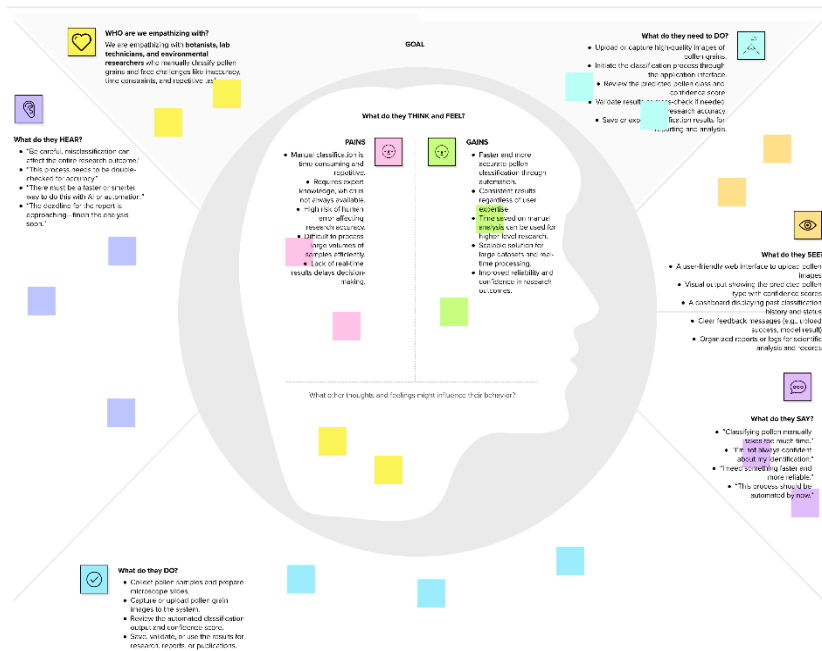 WHO are we empathizing with?
We are empathizing with botanists, lab
technicians, and environmental
researchers who manually classify pollen
grains and face challenges like inaccuracy,
time constraints, and repetitive
GOAL
What do they need to DO?
• Upload or capture high-quality images of
pollen grains.
• Initiate the classification process through
the application interface.
• Review the predicted pollen class and
confidence score
• Validate results or cross-check if needed
research accuracy.
• Save or export classification results for
reporting and analysis.
What do they HEAR?
• "Be careful, misclassification can
affect the entire research outcome."
• "This process needs to be double-
checked for accuracy."
• "There must be a faster or smarter
way to do this with AI or automation."
• "The deadline for the report is
approaching—finish the analysis
soon."
What do they THINK and FEEL?
PAINS
• Manual classification is
time consuming and
repetitive.
• Requires expert
knowledge, which is
not always available.
• High risk of human
error affecting
research accuracy.
• Difficult to process
large volumes of
samples efficiently.
• Lack of real-time
results delays decision-
making.
GAINS
• Faster and more
accurate pollen
classification through
automation.
• Consistent results
regardless of user
expertise.
• Time saved on manual
analysis can be used for
higher level research.
• Scalable solution for
large datasets and real-
time processing.
• Improved reliability and
confidence in research
outcomes.
What other thoughts and feelings might influence their behavior?
What do they SEE?
• A user-friendly web interface to upload pollen
images
• Visual output showing the predicted pollen
type with confidence scores
• A dashboard displaying past classification
history and status
• Clear feedback messages (e.g., upload
success, model result)
• Organized reports or logs for scientific
analysis and records
What do they SAY?
• "Classifying pollen manually
takes too much time."
• "I'm not always confident
about my identification."
• "I need something faster and
more reliable."
• "This process should be
automated by now."
What do they DO?
• Collect pollen samples and prepare
microscope slides.
• Capture or upload pollen grain
images to the system.
• Review the automated classification
output and confidence score.
• Save, validate, or use the results for
research, reports, or publications.